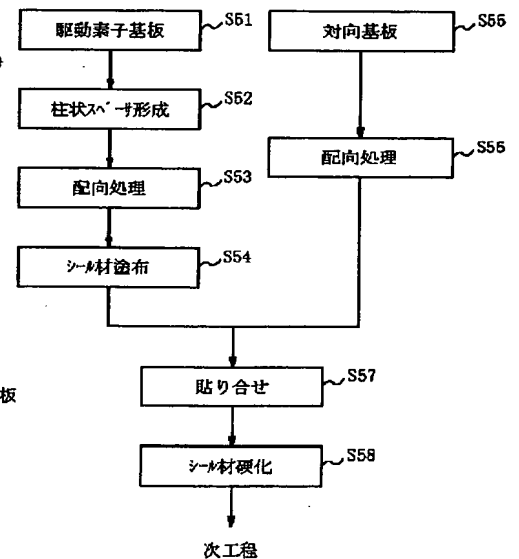 駆動素子基板
S51
柱状ｽﾍﾟｰｻ形成
S52
配向処理
S53
ｼｰﾙ材塗布
S54
対向基板
S55
配向処理
S55
貼り合せ
S57
ｼｰﾙ材硬化
S58
次工程
板